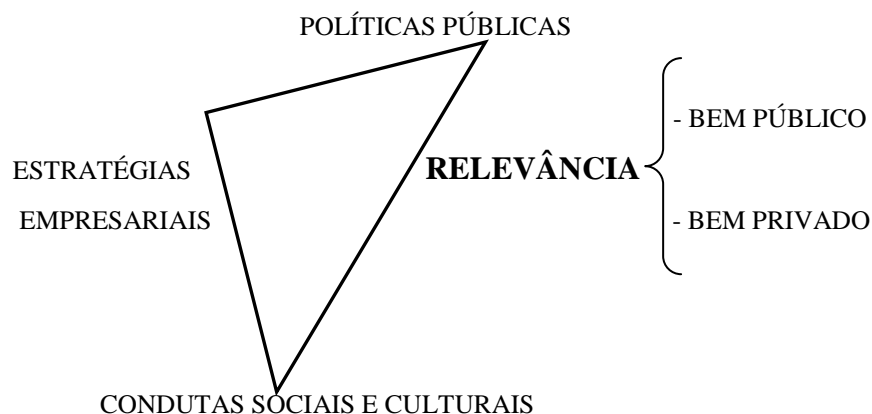 POLÍTICAS PÚBLICAS
- BEM PÚBLICO
ESTRATÉGIAS
RELEVÂNCIA
EMPRESARIAIS
- BEM PRIVADO
CONDUTAS SOCIAIS E CULTURAIS